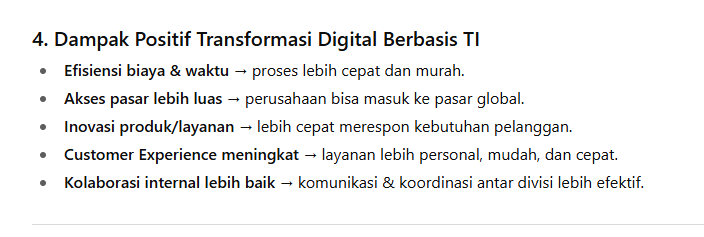 4. Dampak Positif Transformasi Digital Berbasis TI
• Efisiensi biaya & waktu → proses lebih cepat dan murah.
• Akses pasar lebih luas → perusahaan bisa masuk ke pasar global.
• Inovasi produk/layanan → lebih cepat merespon kebutuhan pelanggan.
• Customer Experience meningkat → layanan lebih personal, mudah, dan cepat.
• Kolaborasi internal lebih baik → komunikasi & koordinasi antar divisi lebih efektif.